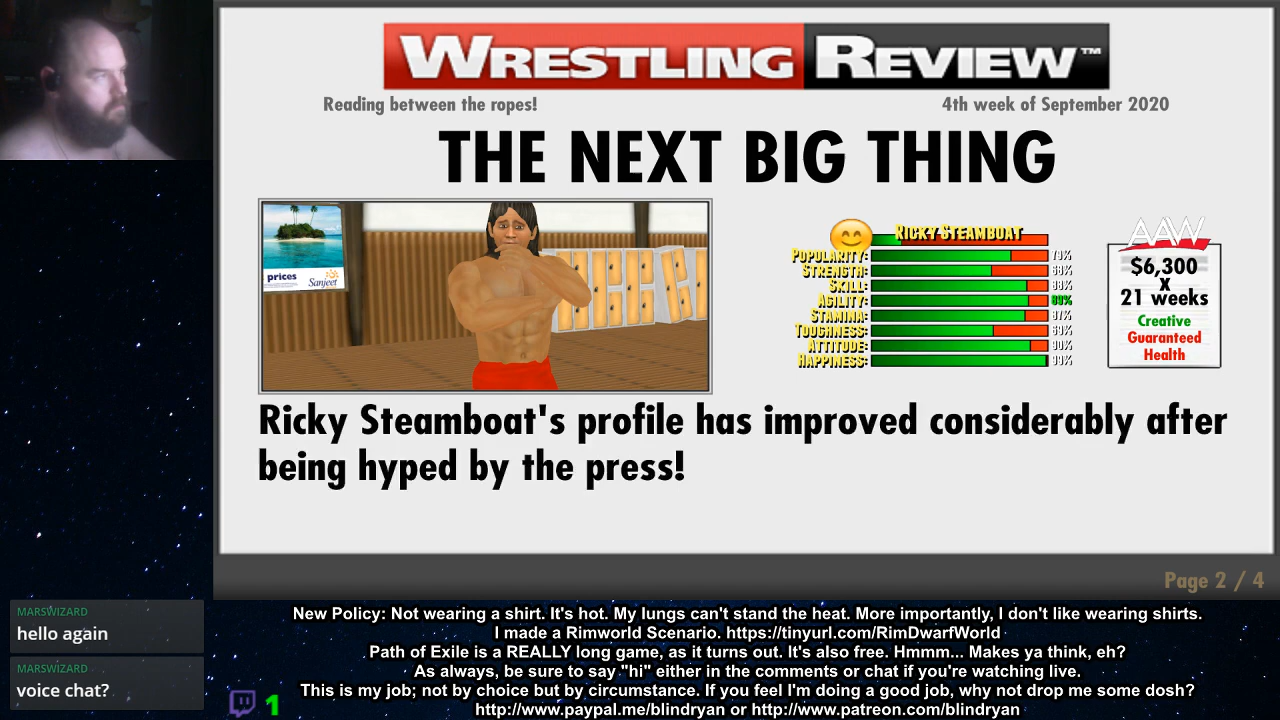 WRESTLING REVIEW™
Reading between the ropes!
4th week of September 2020
THE NEXT BIG THING
prices
Sanjeet
RICKY STEAMBOAT
POPULARITY:
STRENGTH:
SKILL:
AGILITY:
STAMINA:
TOUGHNESS:
ATTITUDE:
HAPPINESS:
AAW
$6,300
X
21 weeks
Creative
Guaranteed
Health
Ricky Steamboat's profile has improved considerably after
being hyped by the press!
Page 2 / 4
MARSWIZARD
hello again
MARSWIZARD
voice chat?
1
New Policy: Not wearing a shirt. It's hot. My lungs can't stand the heat. More importantly, I don't like wearing shirts.
I made a Rimworld Scenario. https://tinyurl.com/RimDwarfWorld
Path of Exile is a REALLY long game, as it turns out. It's also free. Hmmm... Makes ya think, eh?
As always, be sure to say "hi" either in the comments or chat if you're watching live.
This is my job; not by choice but by circumstance. If you feel I'm doing a good job, why not drop me some dosh?
http://www.paypal.me/blindryan or http://www.patreon.com/blindryan